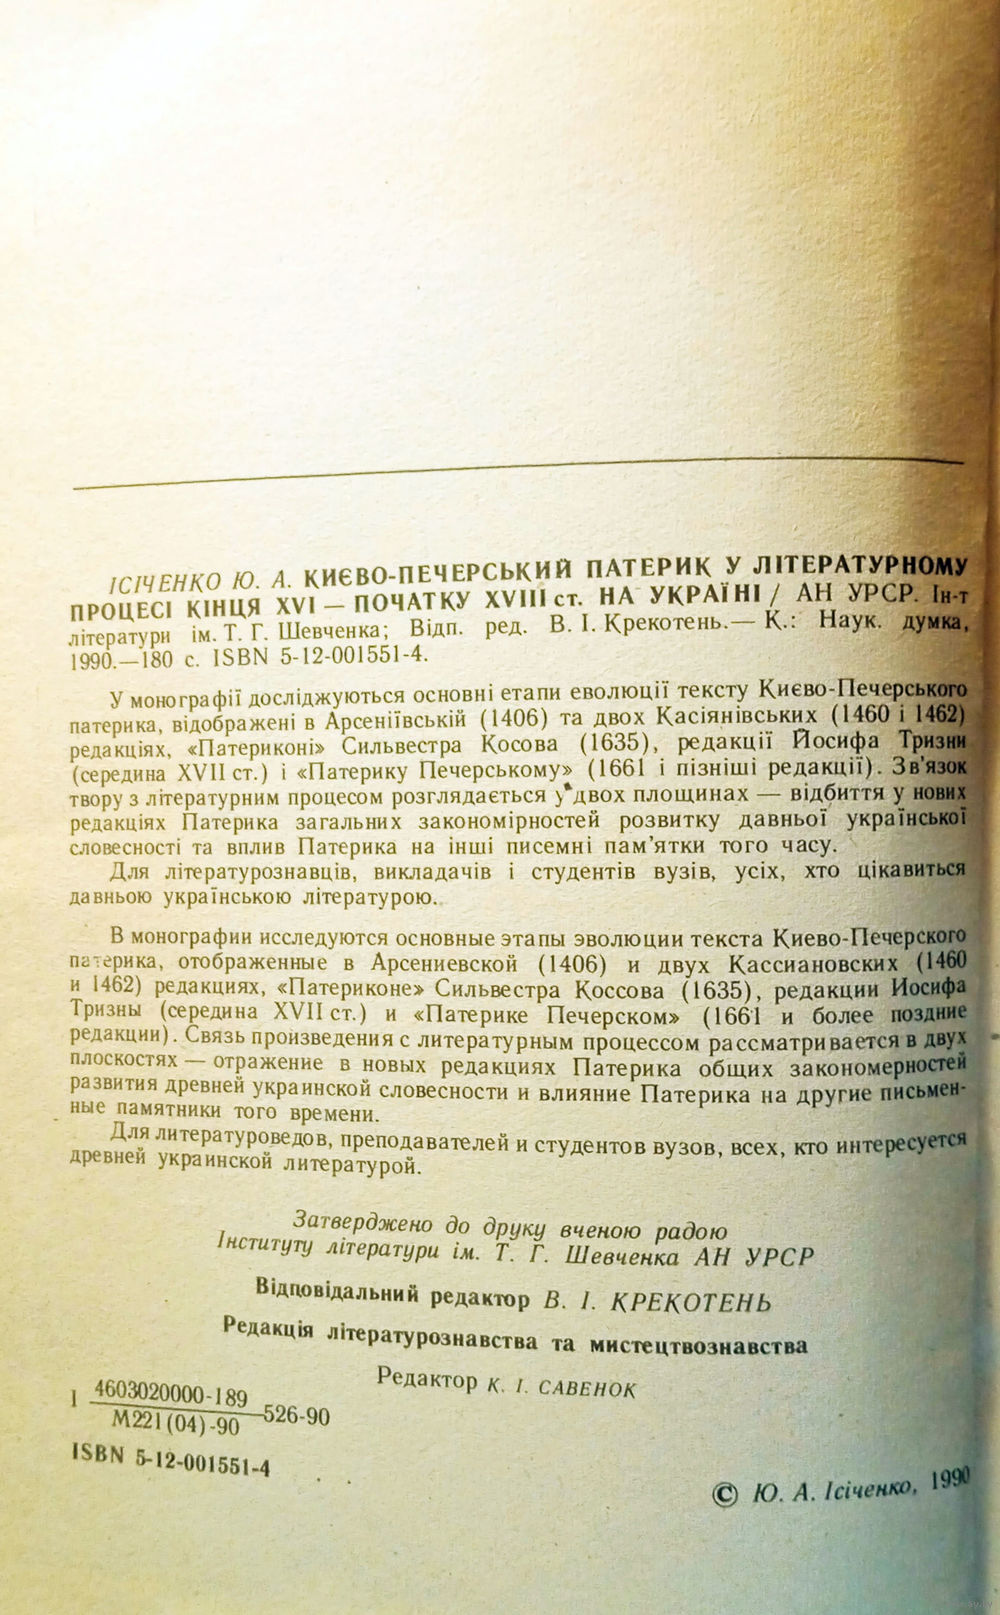 ІСІЧЕНКО Ю. А. КИЄВО-ПЕЧЕРСЬКИЙ ПАТЕРИК У ЛІТЕРАТУРНОМУ
ПРОЦЕСІ КІНЦЯ XVI — ПОЧАТКУ XVIII ст. НА УКРАЇНІ / АН УРСР. Ін-т
літератури ім. Т. Г. Шевченка; Відп. ред. В. І. Крекотень.— К.: Наук. думка,
1990.—180 с. ISBN 5-12-001551-4.
У монографії досліджуються основні етапи еволюції тексту Києво-Печерського
патерика, відображені в Арсеніївській (1406) та двох Касіянівських (1460 і 1462)
редакціях, «Патериконі» Сильвестра Косова (1635), редакції Йосифа Тризни
(середина XVII ст.) і «Патерику Печерському» (1661 і пізніші редакції). Зв'язок
твору з літературним процесом розглядається у двох площинах — відбиття у нових
редакціях Патерика загальних закономірностей розвитку давньої української
словесності та вплив Патерика на інші писемні пам'ятки того часу.
Для літературознавців, викладачів і студентів вузів, усіх, хто цікавиться
давньою українською літературою.
В монографии исследуются основные этапы эволюции текста Киево-Печерского
патерика, отображенные в Арсениевской (1406) и двух Кассиановских (1460
и 1462) редакциях, «Патериконе» Сильвестра Коссова (1635), редакции Иосифа
Тризны (середина XVII ст.) и «Патерике Печерском» (1661 и более поздние
редакции). Связь произведения с литературным процессом рассматривается в двух
плоскостях — отражение в новых редакциях Патерика общих закономерностей
развития древней украинской словесности и влияние Патерика на другие письмен-
ные памятники того времени.
Для литературоведов, преподавателей и студентов вузов, всех, кто интересуется
древней украинской литературой.
Затверджено до друку вченою радою
Інституту літератури ім. Т. Г. Шевченка АН УРСР
Відповідальний редактор В. І. КРЕКОТЕНЬ
Редакція літературознавства та мистецтвознавства
Редактор К. І. САВЕНОК
І 4603020000-189
М221(04)-90 526-90
ISBN 5-12-001551-4
© Ю. А. Ісіченко, 1990